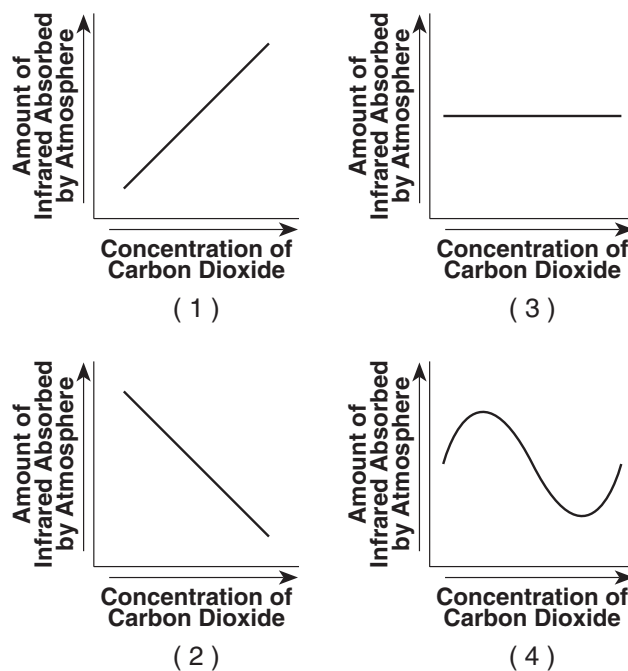 Amount of
Infrared Absorbed
by Atmosphere
Concentration of
Carbon Dioxide
( 1 )
Amount of
Infrared Absorbed
by Atmosphere
Concentration of
Carbon Dioxide
( 3 )
Amount of
Infrared Absorbed
by Atmosphere
Concentration of
Carbon Dioxide
( 2 )
Amount of
Infrared Absorbed
by Atmosphere
Concentration of
Carbon Dioxide
( 4 )